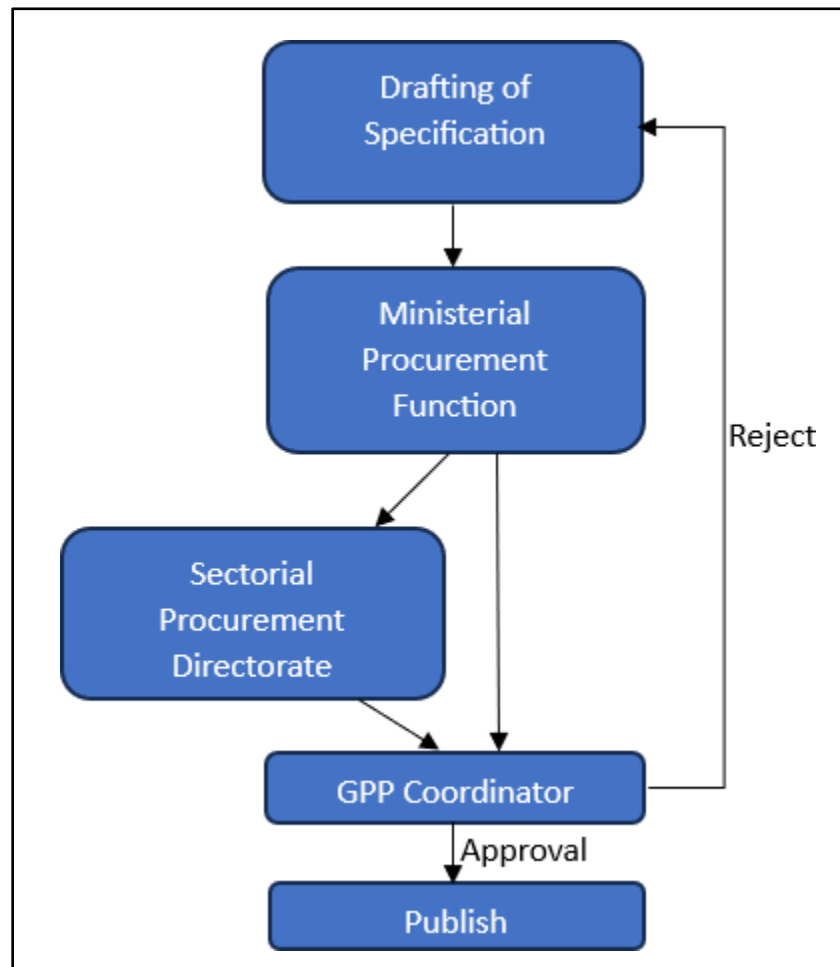 Drafting of
Specification
Ministerial
Procurement
Function
Reject
Sectorial
Procurement
Directorate
GPP Coordinator
Approval
Publish